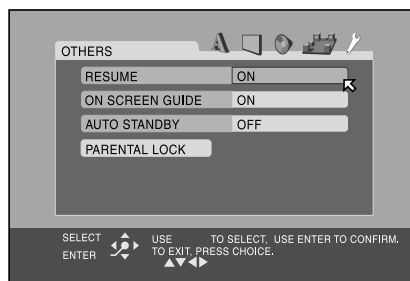 OTHERS
RESUME ON
ON SCREEN GUIDE ON
AUTO STANDBY OFF
PARENTAL LOCK
SELECT
ENTER
USE TO SELECT, USE ENTER TO CONFIRM.
TO EXIT, PRESS CHOICE.